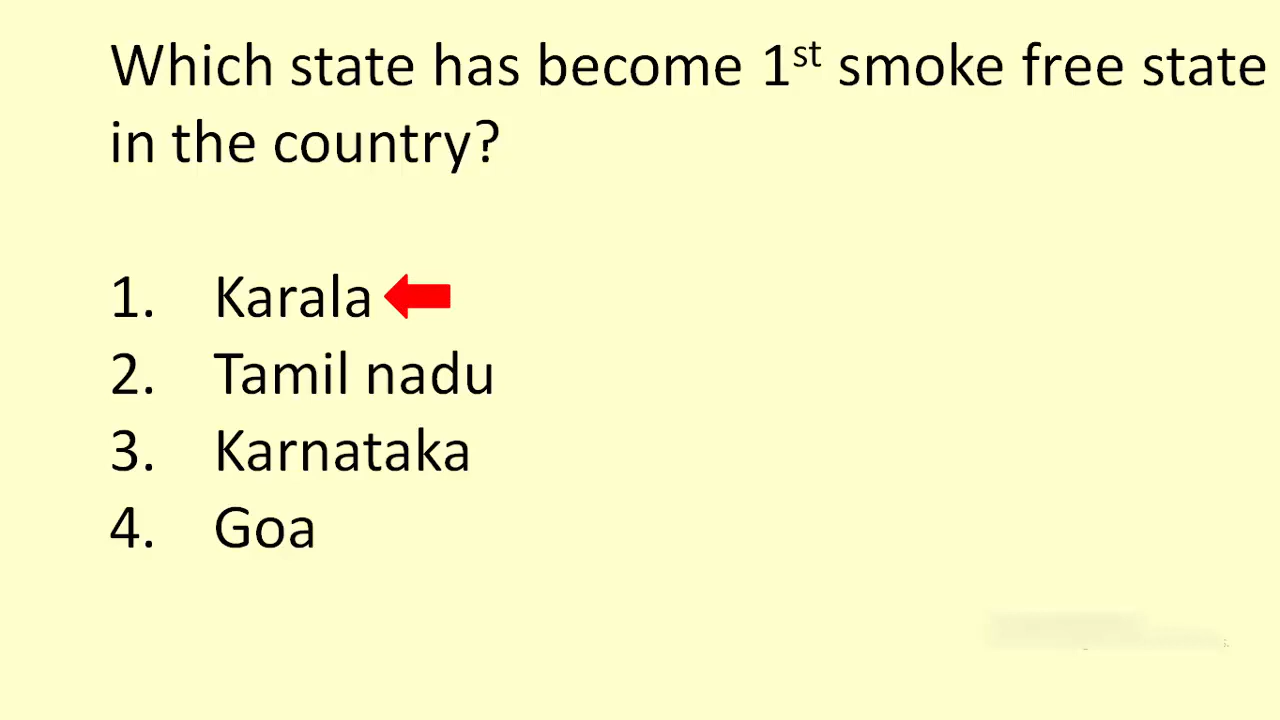 Which state has become 1st smoke free state
in the country?
1. Karala
2. Tamil nadu
3. Karnataka
4. Goa